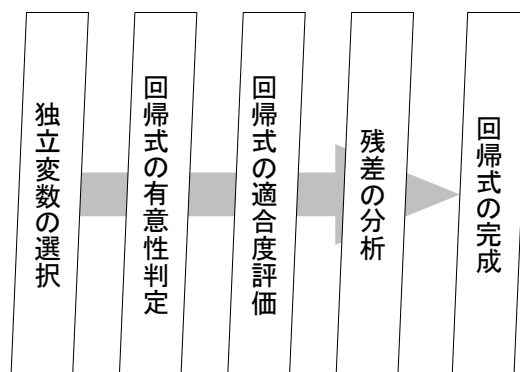 独立変数の選択
回帰式の有意性判定
回帰式の適合度評価
残差の分析
回帰式の完成